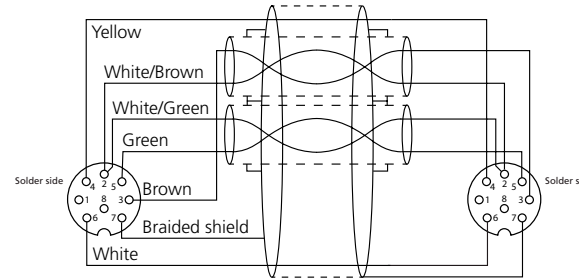 Yellow
White/Brown
White/Green
Green
Solder side
Solder s
4 2 5
4 2 5
1 8 3
1 8 3
Brown
6 7
6 7
Braided shield
White